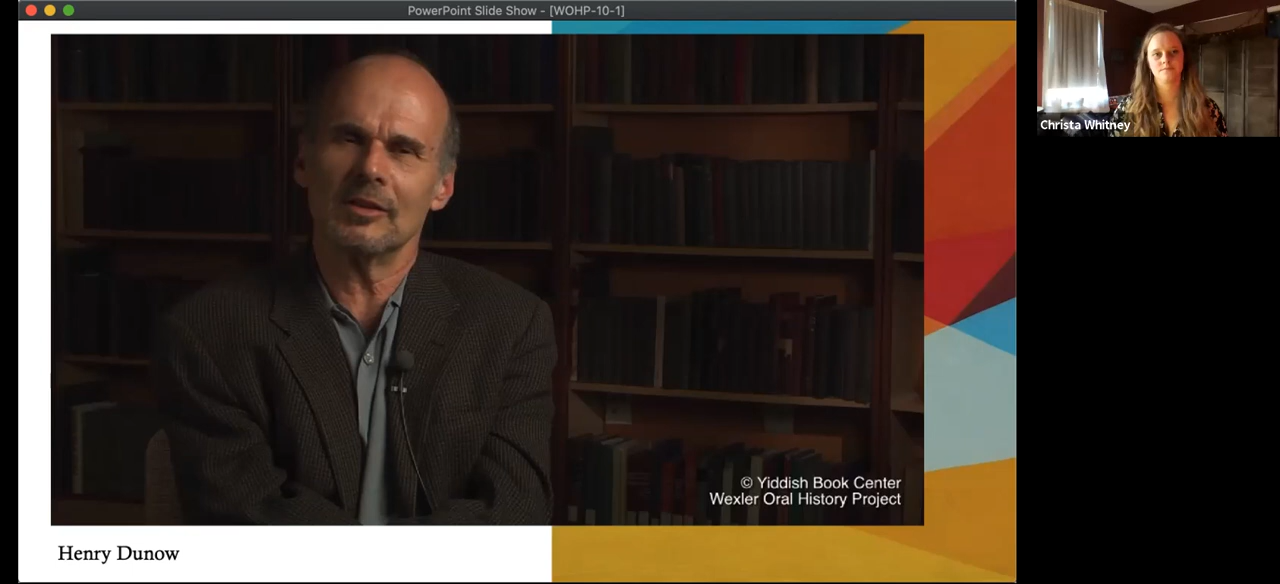 PowerPoint Slide Show - [WOHP-10-1]
Christa Whitney
© Yiddish Book Center
Wexler Oral History Project
Henry Dunow